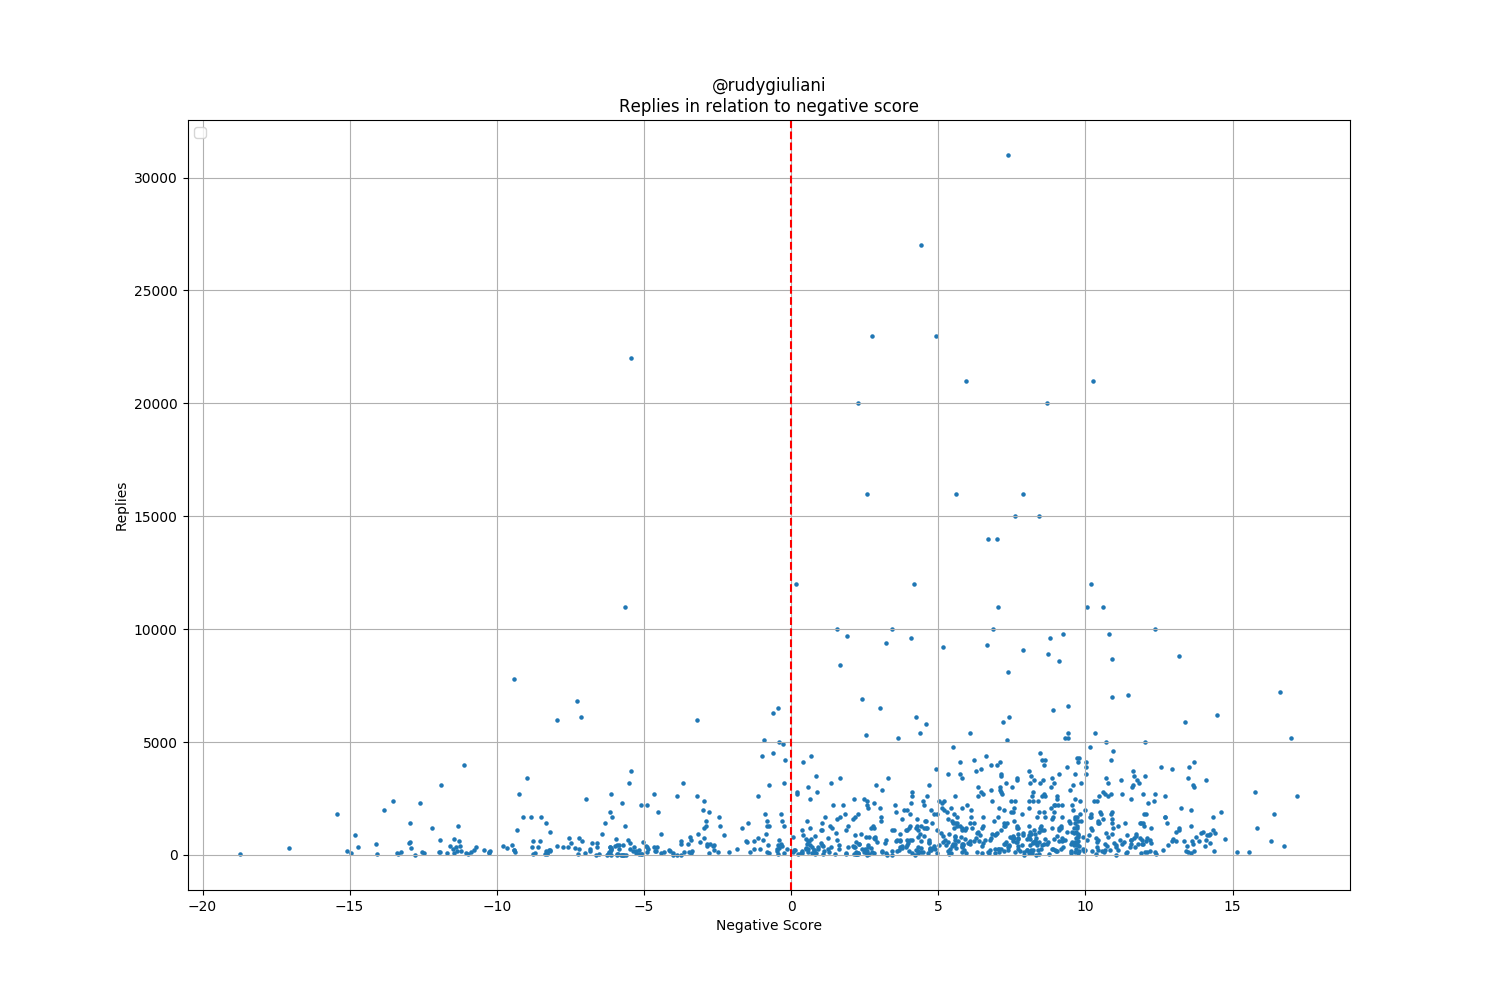 @rudygiuliani
Replies in relation to negative score
30000
25000
20000
15000
10000
5000
0
Replies
−20 −15 −10 −5 0 5 10 15
Negative Score